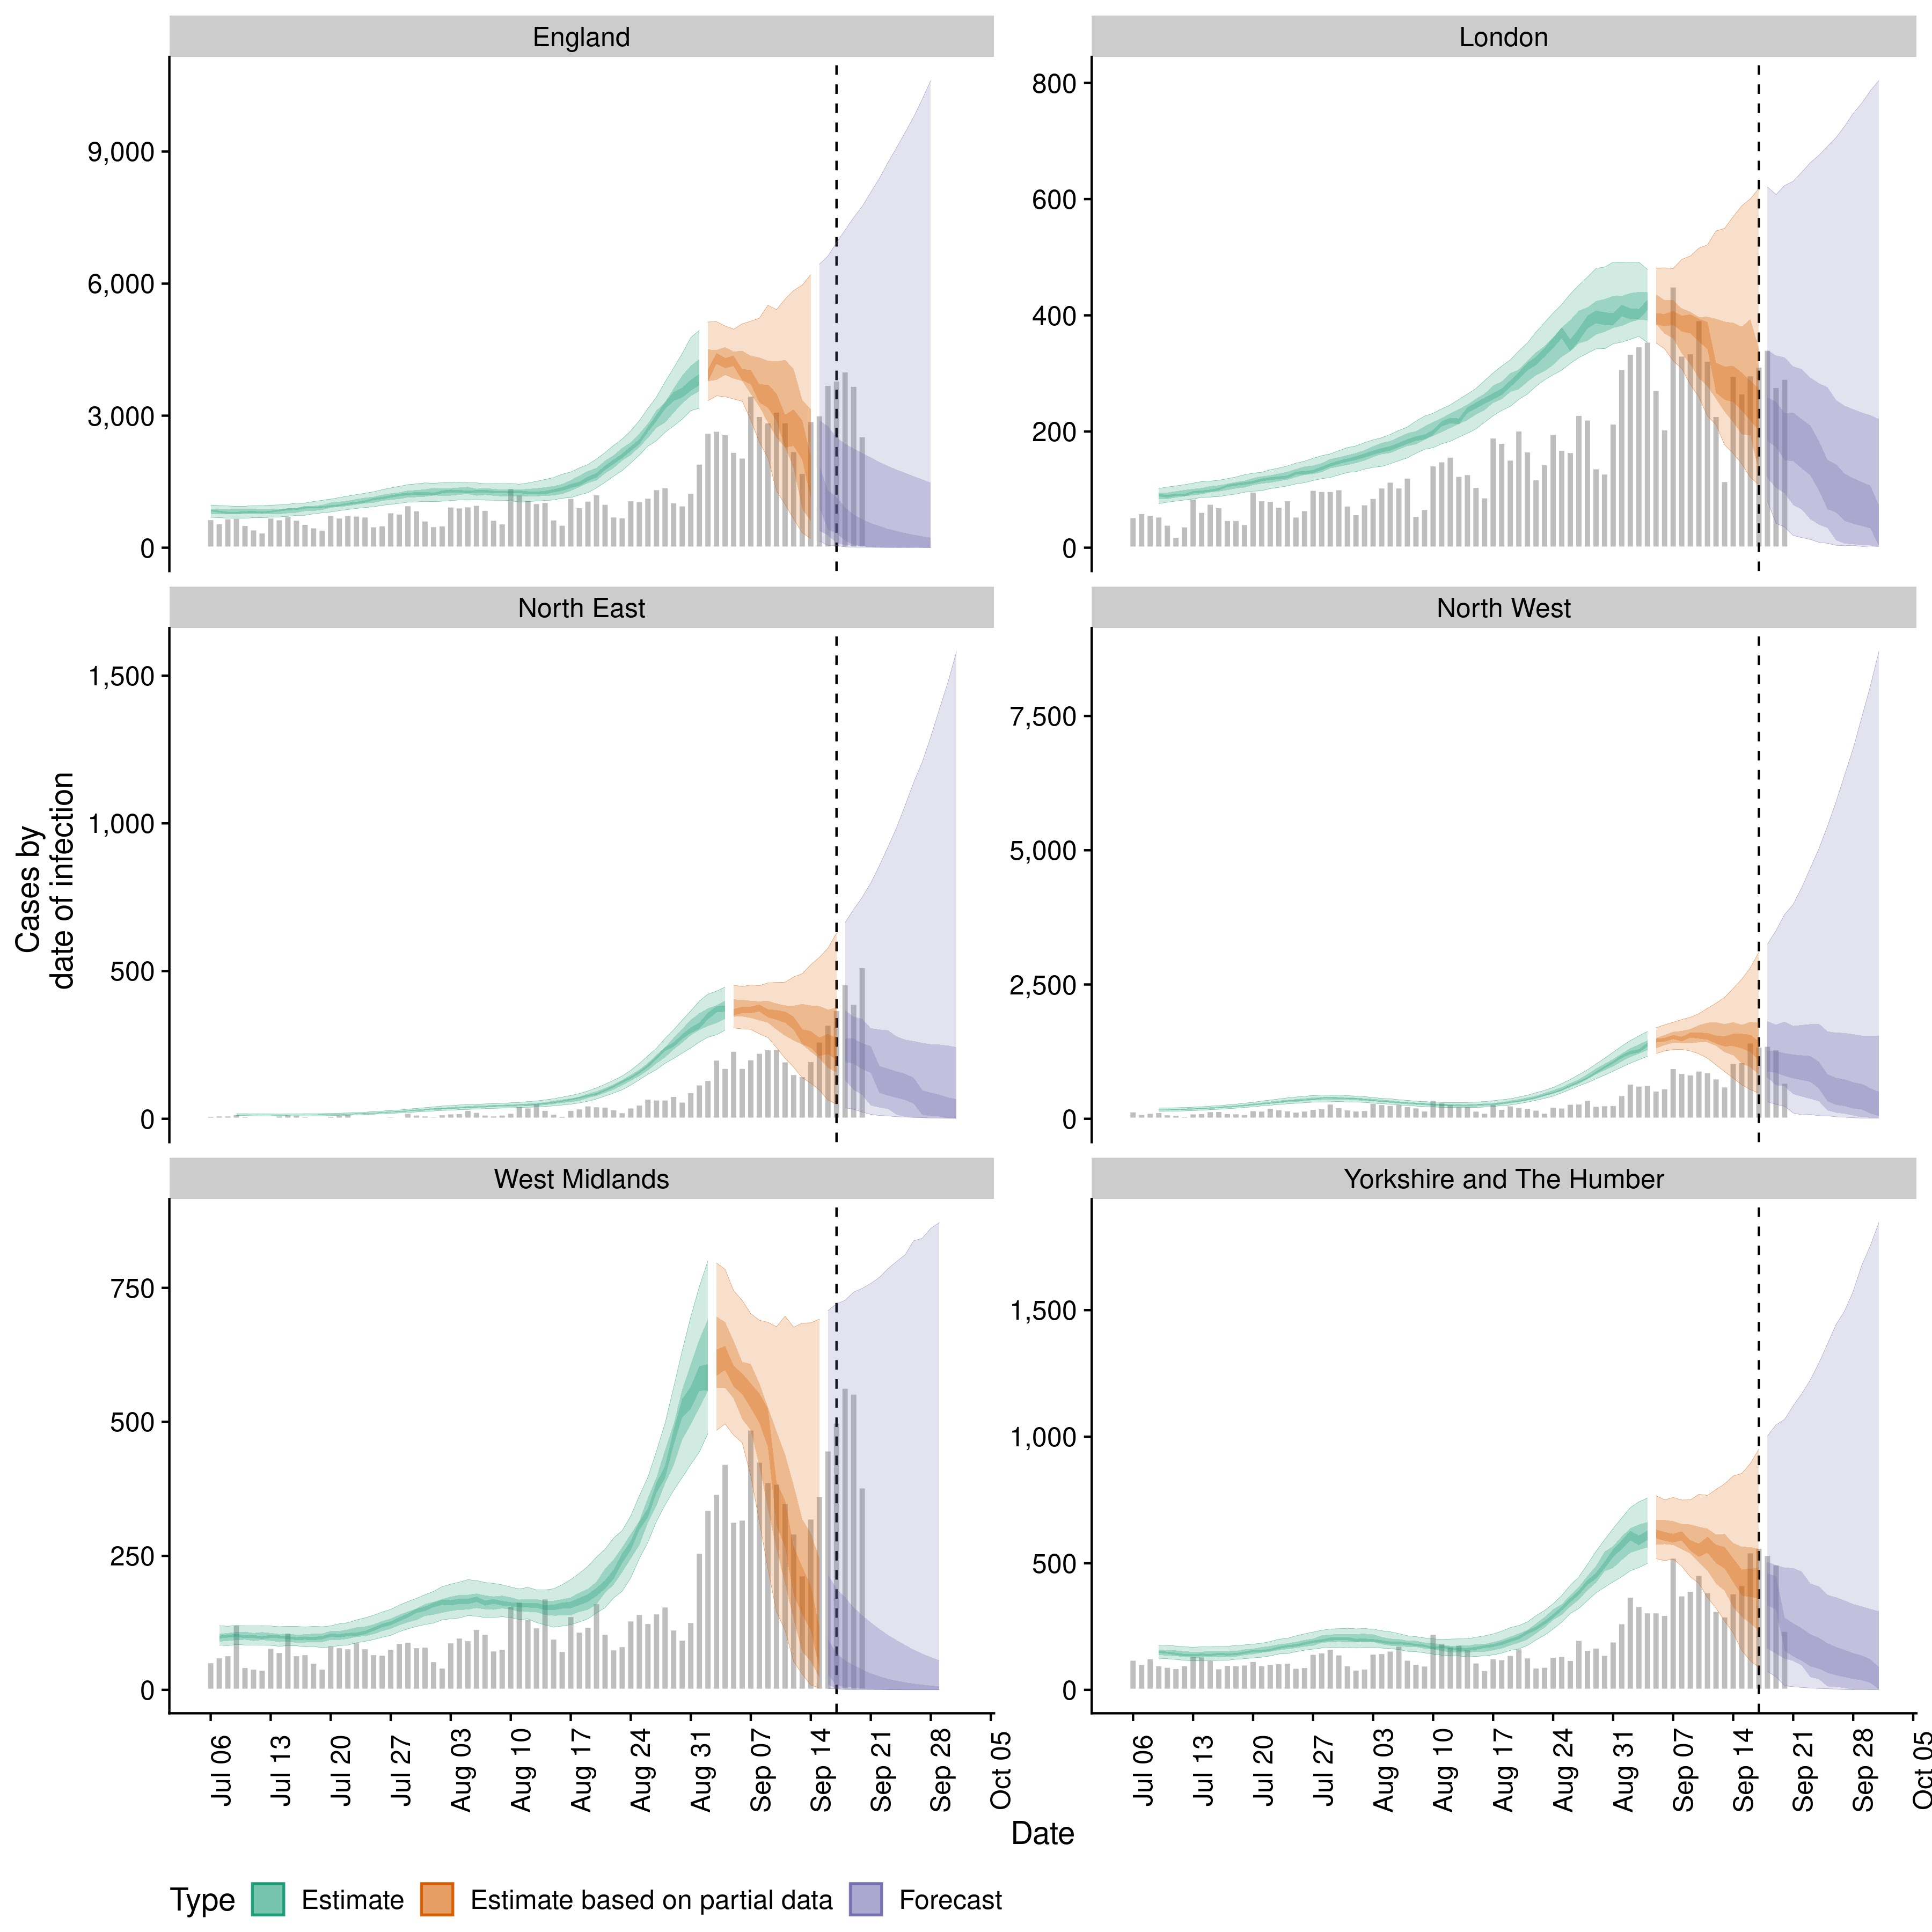 England
London
9,000
6,000
3,000
0
800
600
400
200
0
North East
North West
1,500
1,000
500
0
7,500
5,000
2,500
0
Cases by
date of infection
West Midlands
Yorkshire and The Humber
750
500
250
0
1,500
1,000
500
0
Jul 06
Jul 13
Jul 20
Jul 27
Aug 03
Aug 10
Aug 17
Aug 24
Aug 31
Sep 07
Sep 14
Sep 21
Sep 28
Oct 05
Jul 06
Jul 13
Jul 20
Jul 27
Aug 03
Aug 10
Aug 17
Aug 24
Aug 31
Sep 07
Sep 14
Sep 21
Sep 28
Oct 05
Date
Type Estimate Estimate based on partial data Forecast